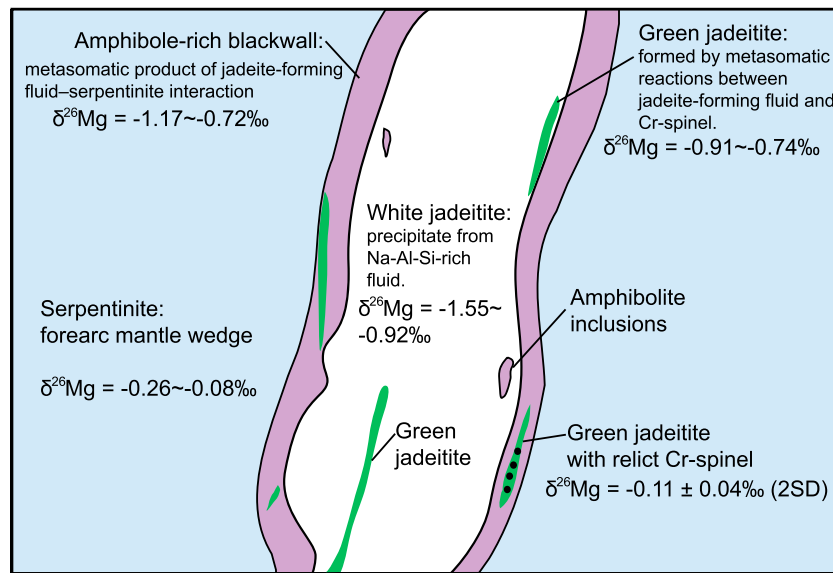 Amphibole-rich blackwall:
metasomatic product of jadeite-forming
fluid–serpentinite interaction
δ²⁶Mg = -1.17~-0.72‰
Green jadeitite:
formed by metasomatic
reactions between
jadeite-forming fluid and
Cr-spinel.
δ²⁶Mg = -0.91~-0.74‰
White jadeitite:
precipitate from
Na-Al-Si-rich
fluid.
δ²⁶Mg = -1.55~
-0.92‰
Serpentinite:
forearc mantle wedge
δ²⁶Mg = -0.26~-0.08‰
Amphibolite
inclusions
Green
jadeitite
Green jadeitite
with relict Cr-spinel
δ²⁶Mg = -0.11 ± 0.04‰ (2SD)